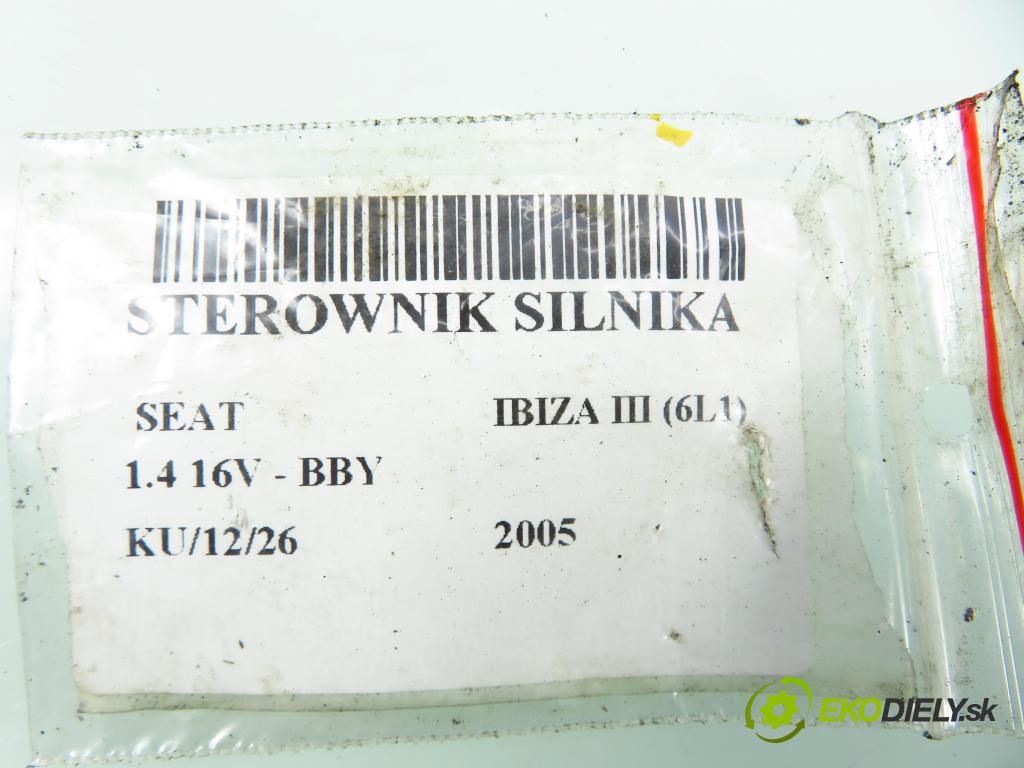 STEROWNIK SILNIKA
SEAT IBIZA III (6L1)
1.4 16V - BBY
KU/12/26 2005
EKODIELY.sk